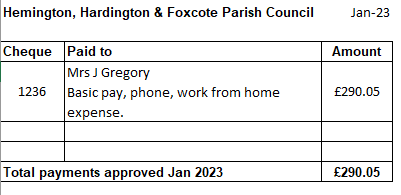 Hemington, Hardington & Foxcote Parish Council Jan-23
Cheque Paid to Amount
Mrs J Gregory
1236 Basic pay, phone, work from home £290.05
expense.
Total payments approved Jan 2023 £290.05